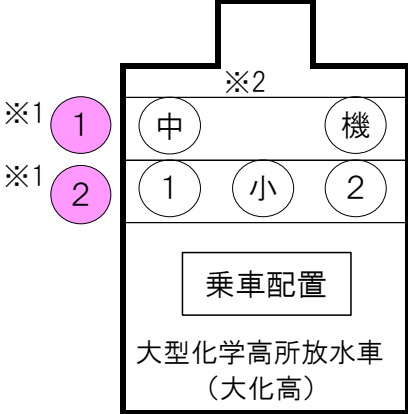 ※2
※1 1 中 機
※1 2 1 小 2
乗車配置
大型化学高所放水車
（大化高）